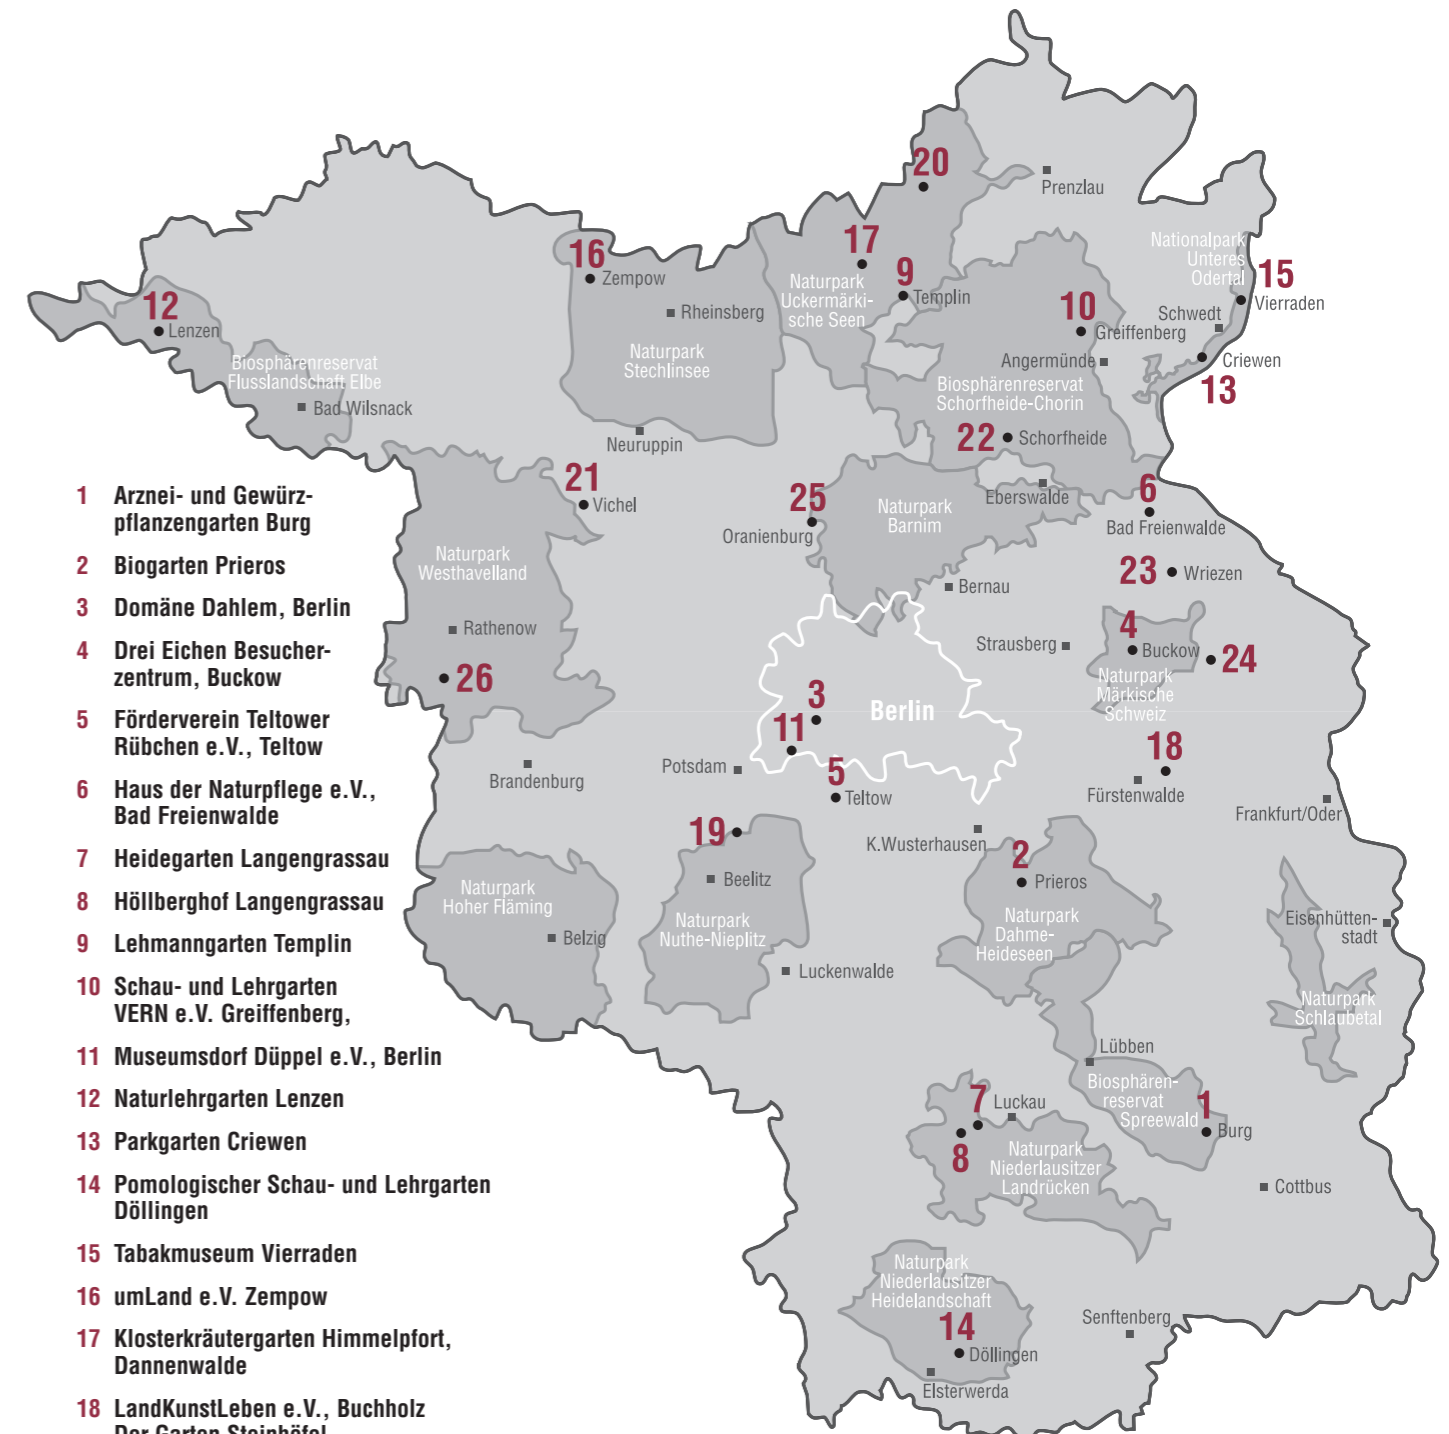 20
Prenzlau
16
Zempow
17
Naturpark
Uckermärki-
sche Seen
9
Templin
Nationalpark
Unteres
Odertal
15
Vierraden
12
Lenzen
Rheinsberg
Naturpark
Stechlinsee
10
Greiffenberg
Schwedt
Angermünde
Criewen
13
Biosphärenreservat
Flusslandschaft Elbe
Bad Wilsnack
Biosphärenreservat
Schorfheide-Chorin
22
Schorfheide
Neuruppin
21
Vichel
25
Oranienburg
Naturpark
Barnim
Eberswalde
6
Bad Freienwalde
Naturpark
Westhavelland
23
Wriezen
Bernau
Rathenow
26
Strausberg
4
Buckow
24
Naturpark
Märkische
Schweiz
3
Berlin
11
Potsdam
5
Teltow
Brandenburg
18
Fürstenwalde
Frankfurt/Oder
19
Beelitz
K.Wusterhausen
2
Prieros
Naturpark
Hoher Fläming
Belzig
Naturpark
Nuthe-Nieplitz
Naturpark
Dahme-
Heideseen
Eisenhütten-
stadt
Luckenwalde
Naturpark
Schlaubetal
Lübben
Biosphären-
reservat
Spreewald
1
Burg
7
Luckau
8
Naturpark
Niederlausitzer
Landrücken
Cottbus
Naturpark
Niederlausitzer
Heidelandschaft
14
Döllingen
Senftenberg
Elsterwerda
1 Arznei- und Gewürz-
pflanzengarten Burg
2 Biogarten Prieros
3 Domäne Dahlem, Berlin
4 Drei Eichen Besucher-
zentrum, Buckow
5 Förderverein Teltower
Rübchen e.V., Teltow
6 Haus der Naturpflege e.V.,
Bad Freienwalde
7 Heidegarten Langengrassau
8 Höllberghof Langengrassau
9 Lehmanngarten Templin
10 Schau- und Lehrgarten
VERN e.V. Greiffenberg,
11 Museumsdorf Düppel e.V., Berlin
12 Naturlehrgarten Lenzen
13 Parkgarten Criewen
14 Pomologischer Schau- und Lehrgarten
Döllingen
15 Tabakmuseum Vierraden
16 umLand e.V. Zempow
17 Klosterkräutergarten Himmelpfort,
Dannenwalde
18 LandKunstLeben e.V., Buchholz
Der Garten Steinhöfel